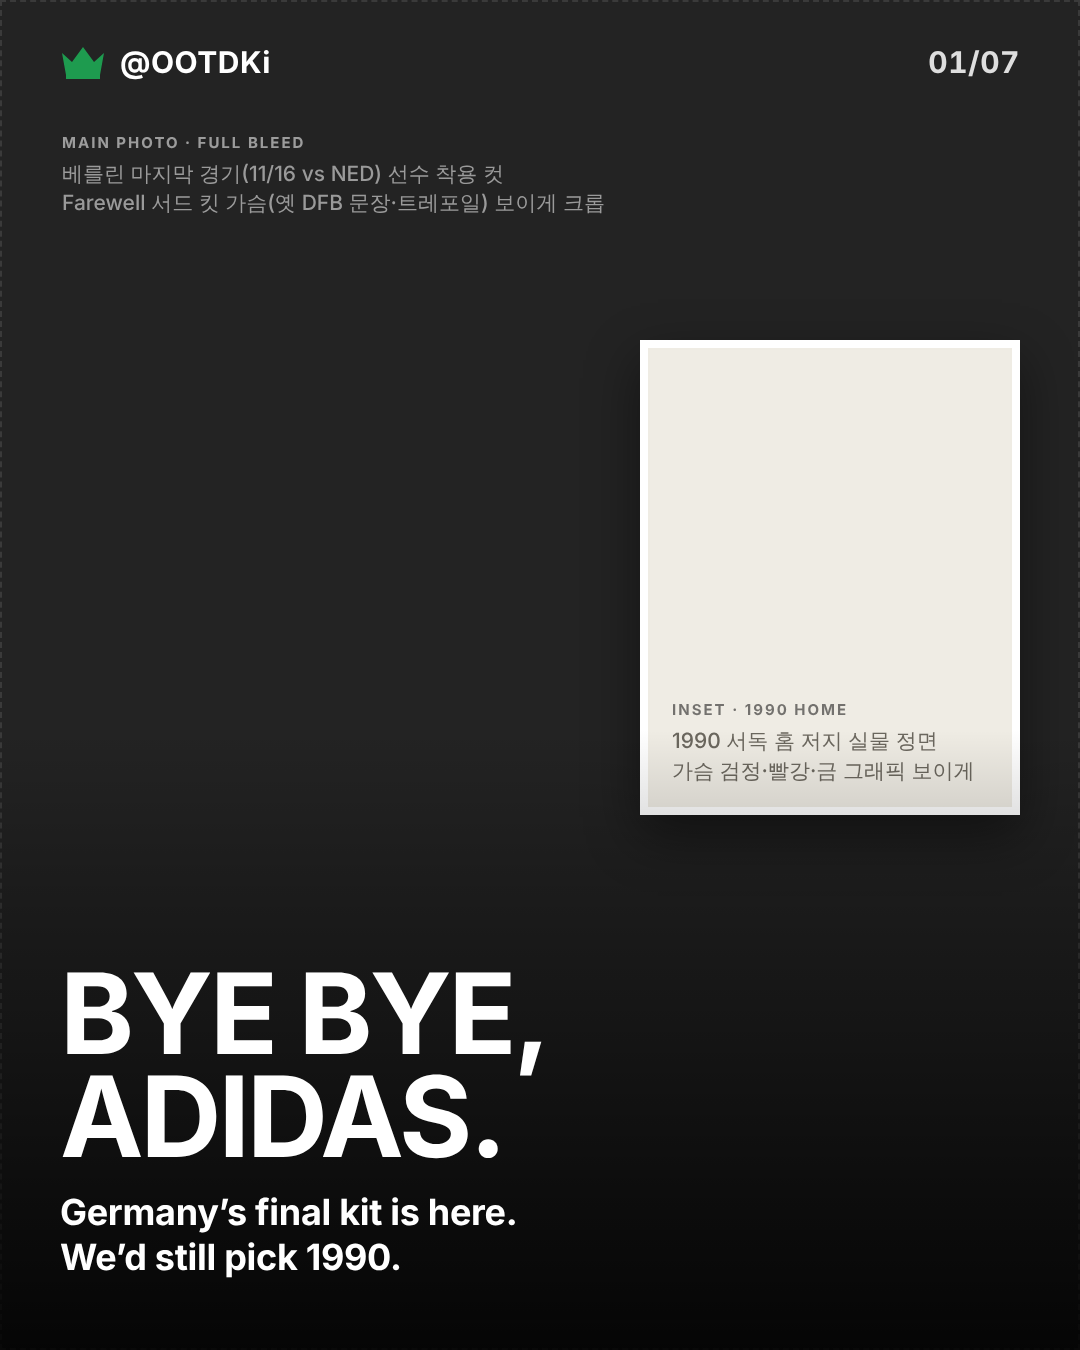 @OOTDKi
01/07
MAIN PHOTO · FULL BLEED
베를린 마지막 경기(11/16 vs NED) 선수 착용 컷
Farewell 서드 킷 가슴(옛 DFB 문장·트레포일) 보이게 크롭
INSET · 1990 HOME
1990 서독 홈 저지 실물 정면
가슴 검정·빨강·금 그래픽 보이게
BYE BYE,
ADIDAS.
Germany’s final kit is here.
We’d still pick 1990.